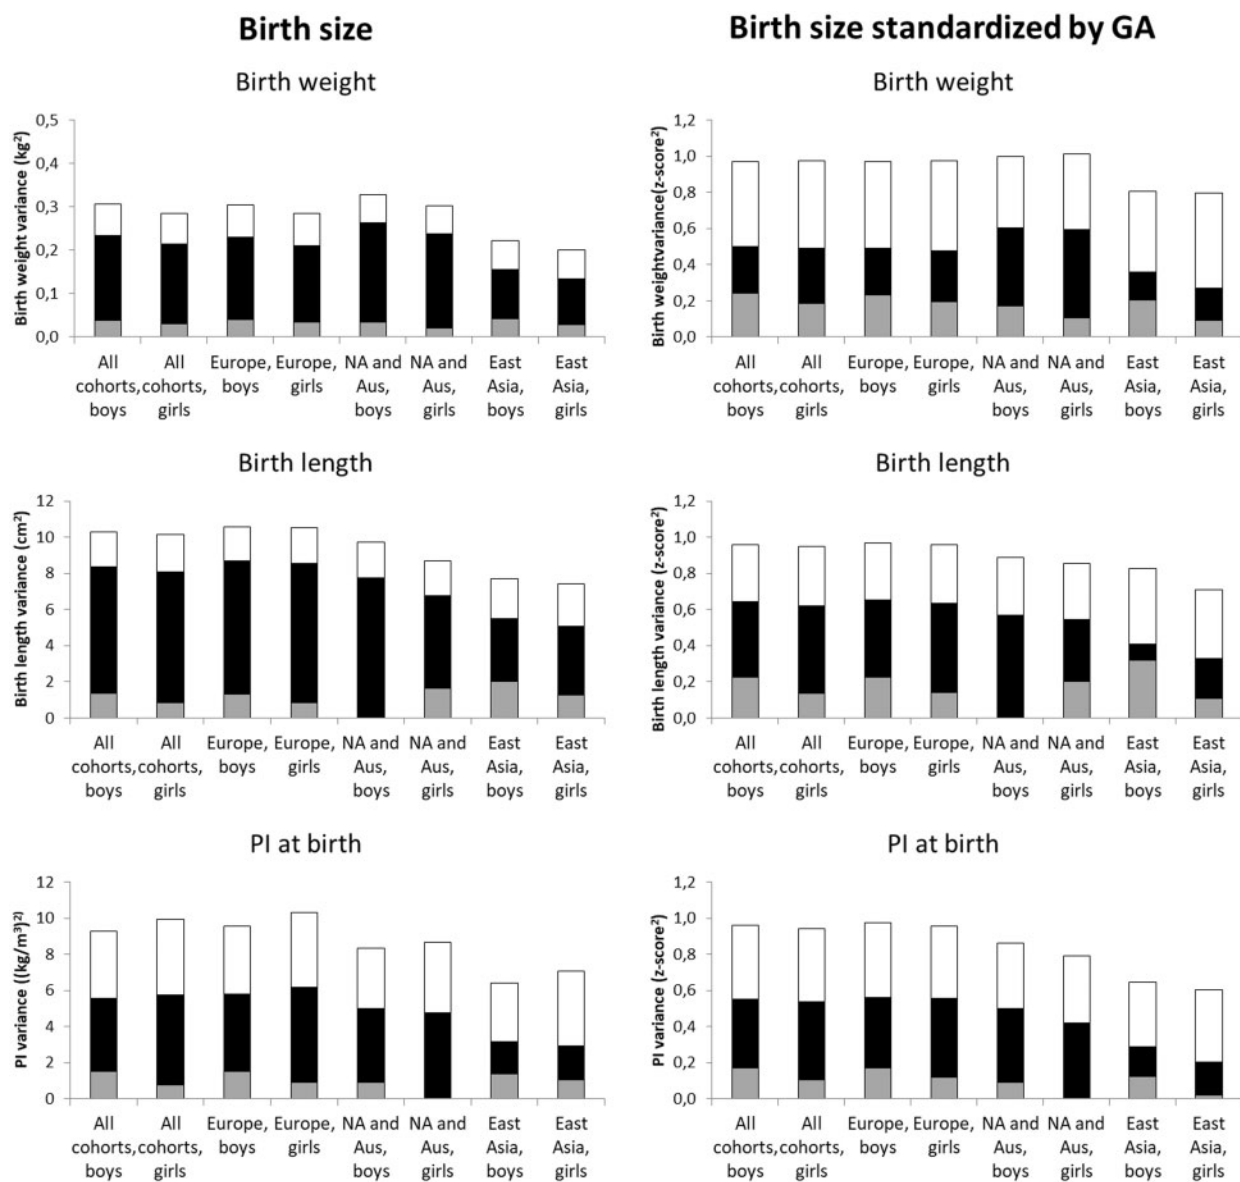 Birth size
Birth size standardized by GA
Birth weight
Birth weight variance (kg²)
0,5
0,4
0,3
0,2
0,1
0,0
All cohorts, boys
All cohorts, girls
Europe, boys
Europe, girls
NA and Aus, boys
NA and Aus, girls
East Asia, boys
East Asia, girls
Birth weight
Birth weightvariance(z-score²)
1,2
1,0
0,8
0,6
0,4
0,2
0,0
All cohorts, boys
All cohorts, girls
Europe, boys
Europe, girls
NA and Aus, boys
NA and Aus, girls
East Asia, boys
East Asia, girls
Birth length
Birth length variance (cm²)
12
10
8
6
4
2
0
All cohorts, boys
All cohorts, girls
Europe, boys
Europe, girls
NA and Aus, boys
NA and Aus, girls
East Asia, boys
East Asia, girls
Birth length
Birth length variance (z-score²)
1,2
1,0
0,8
0,6
0,4
0,2
0,0
All cohorts, boys
All cohorts, girls
Europe, boys
Europe, girls
NA and Aus, boys
NA and Aus, girls
East Asia, boys
East Asia, girls
PI at birth
PI variance ((kg/m³)²)
12
10
8
6
4
2
0
All cohorts, boys
All cohorts, girls
Europe, boys
Europe, girls
NA and Aus, boys
NA and Aus, girls
East Asia, boys
East Asia, girls
PI at birth
PI variance (z-score²)
1,2
1,0
0,8
0,6
0,4
0,2
0,0
All cohorts, boys
All cohorts, girls
Europe, boys
Europe, girls
NA and Aus, boys
NA and Aus, girls
East Asia, boys
East Asia, girls